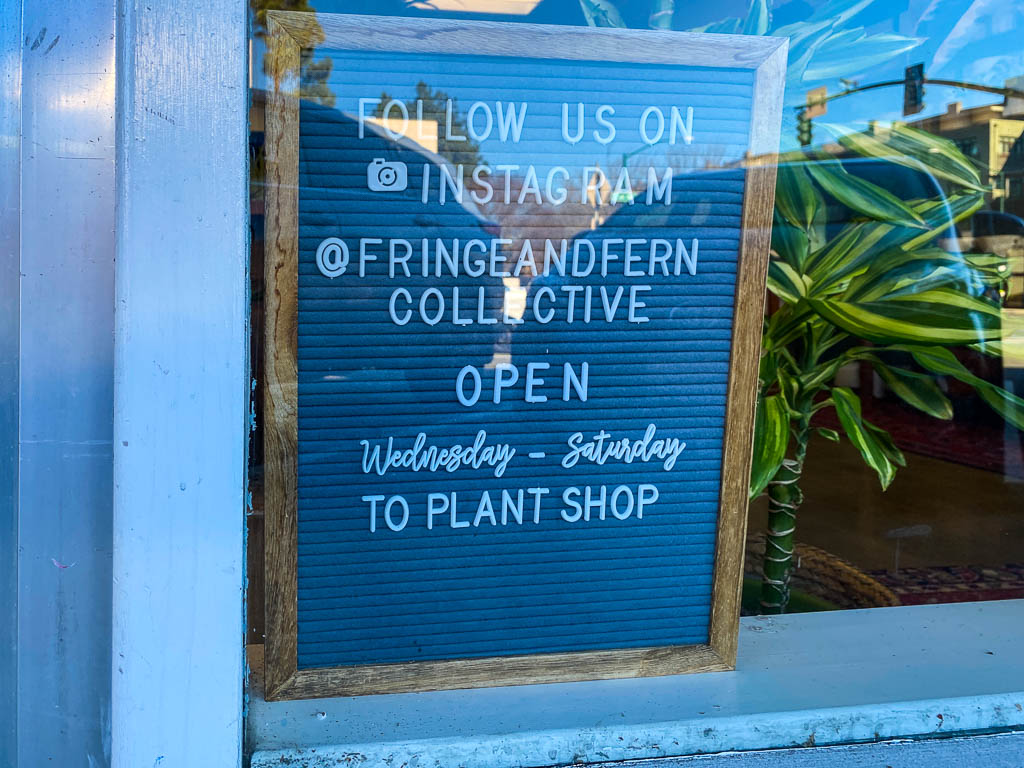 FOLLOW US ON
INSTAGRAM
@FRINGEANDFERN
COLLECTIVE
OPEN
Wednesday - Saturday
TO PLANT SHOP